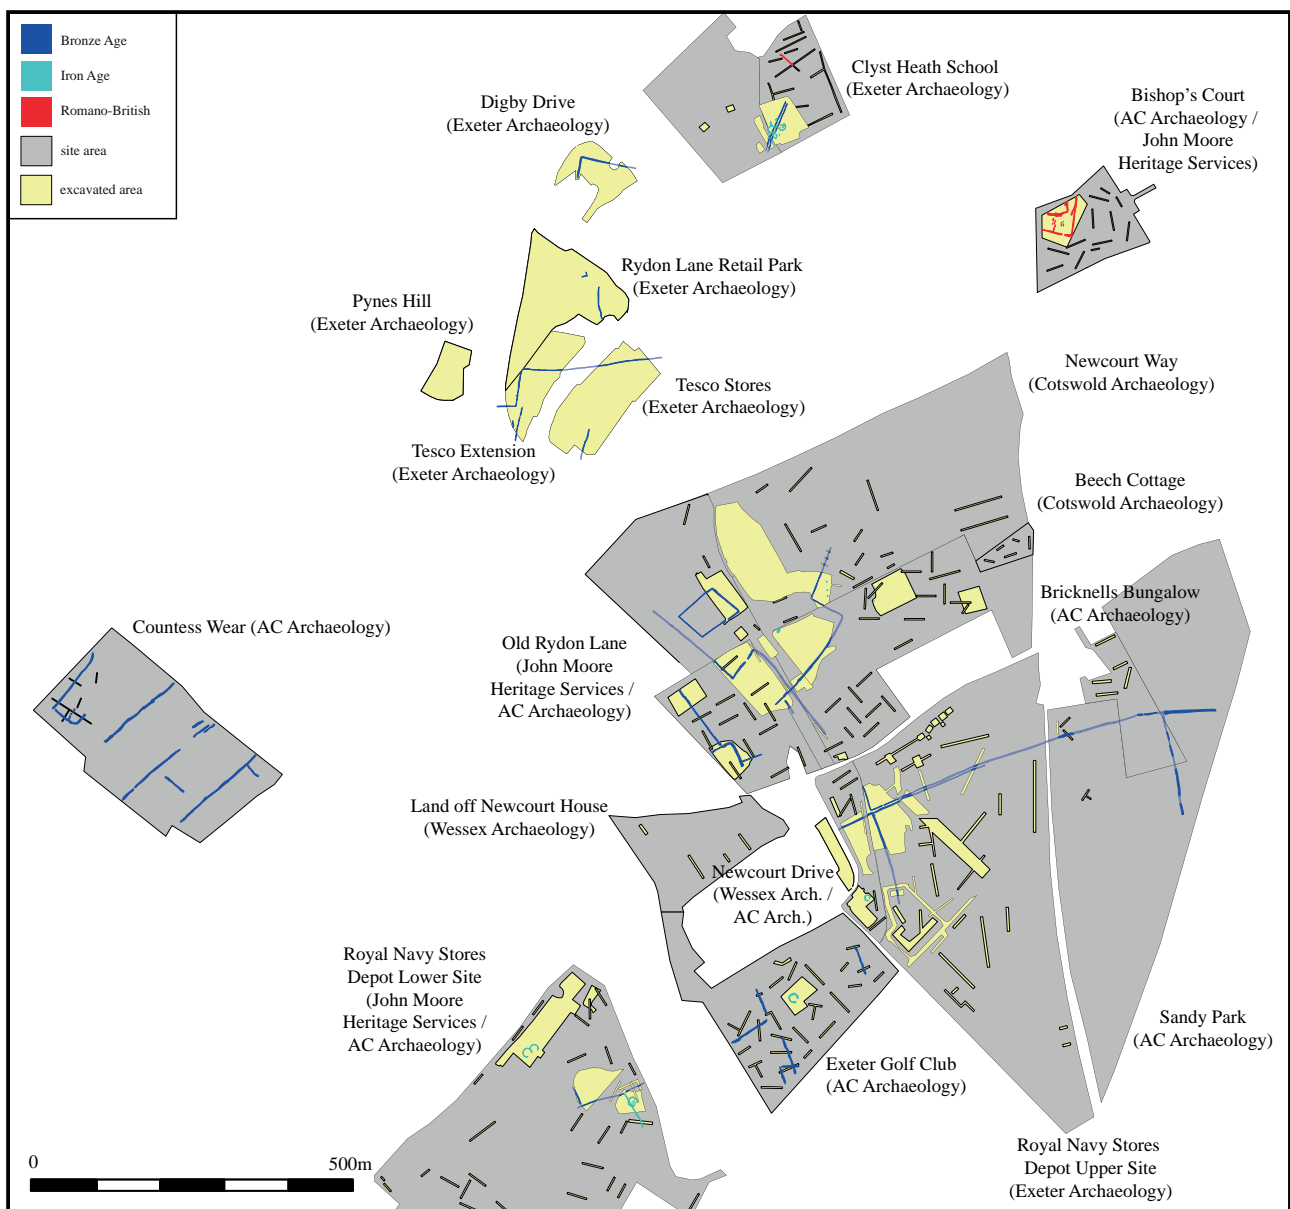 Bronze Age
Iron Age
Romano-British
site area
excavated area
Clyst Heath School
(Exeter Archaeology)
Digby Drive
(Exeter Archaeology)
Bishop's Court
(AC Archaeology /
John Moore
Heritage Services)
Rydon Lane Retail Park
(Exeter Archaeology)
Pynes Hill
(Exeter Archaeology)
Tesco Stores
(Exeter Archaeology)
Newcourt Way
(Cotswold Archaeology)
Tesco Extension
(Exeter Archaeology)
Beech Cottage
(Cotswold Archaeology)
Bricknells Bungalow
(AC Archaeology)
Countess Wear (AC Archaeology)
Old Rydon Lane
(John Moore
Heritage Services /
AC Archaeology)
Land off Newcourt House
(Wessex Archaeology)
Newcourt Drive
(Wessex Arch. /
AC Arch.)
Royal Navy Stores
Depot Lower Site
(John Moore
Heritage Services /
AC Archaeology)
Sandy Park
(AC Archaeology)
Exeter Golf Club
(AC Archaeology)
Royal Navy Stores
Depot Upper Site
(Exeter Archaeology)
0
500m